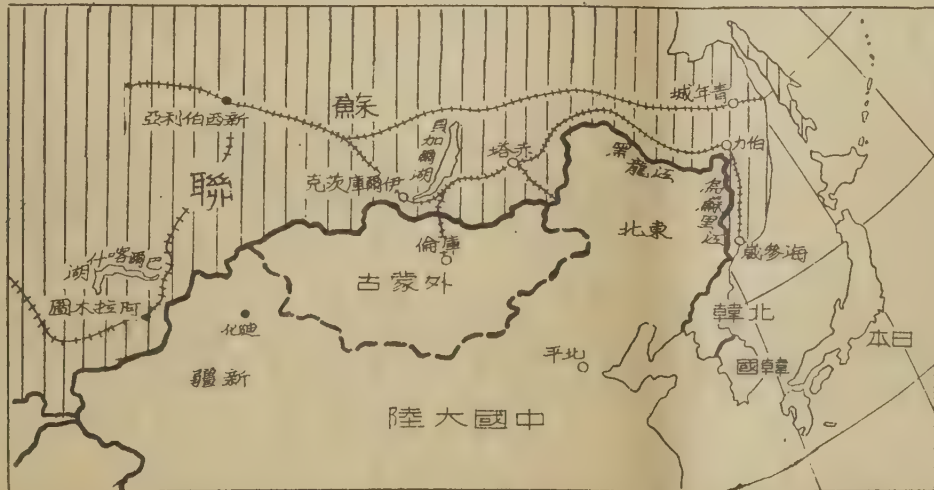 青年城
蘇
新西伯利亞
貝加爾湖
赤塔
伯力
黑龍江
聯
伊爾庫茨克
烏蘇里江
東北
庫倫
海參崴
巴爾喀什湖
外蒙古
阿拉木圖
北韓
迪化
日本
北平
韓國
新疆
中國大陸